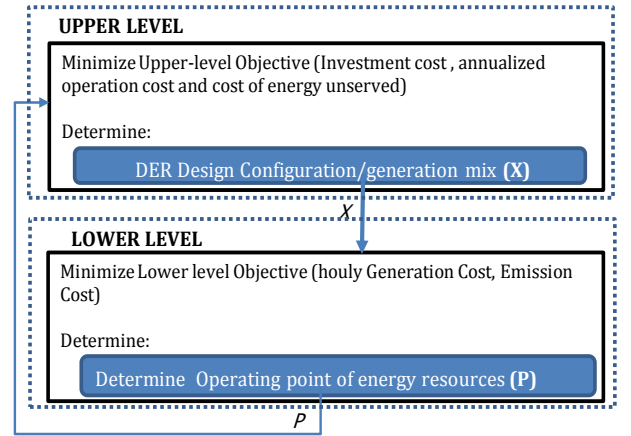 UPPER LEVEL
Minimize Upper-level Objective (Investment cost , annualized
operation cost and cost of energy unserved)
Determine:
DER Design Configuration/generation mix (X)
X
LOWER LEVEL
Minimize Lower level Objective (houly Generation Cost, Emission
Cost)
Determine:
Determine Operating point of energy resources (P)
P